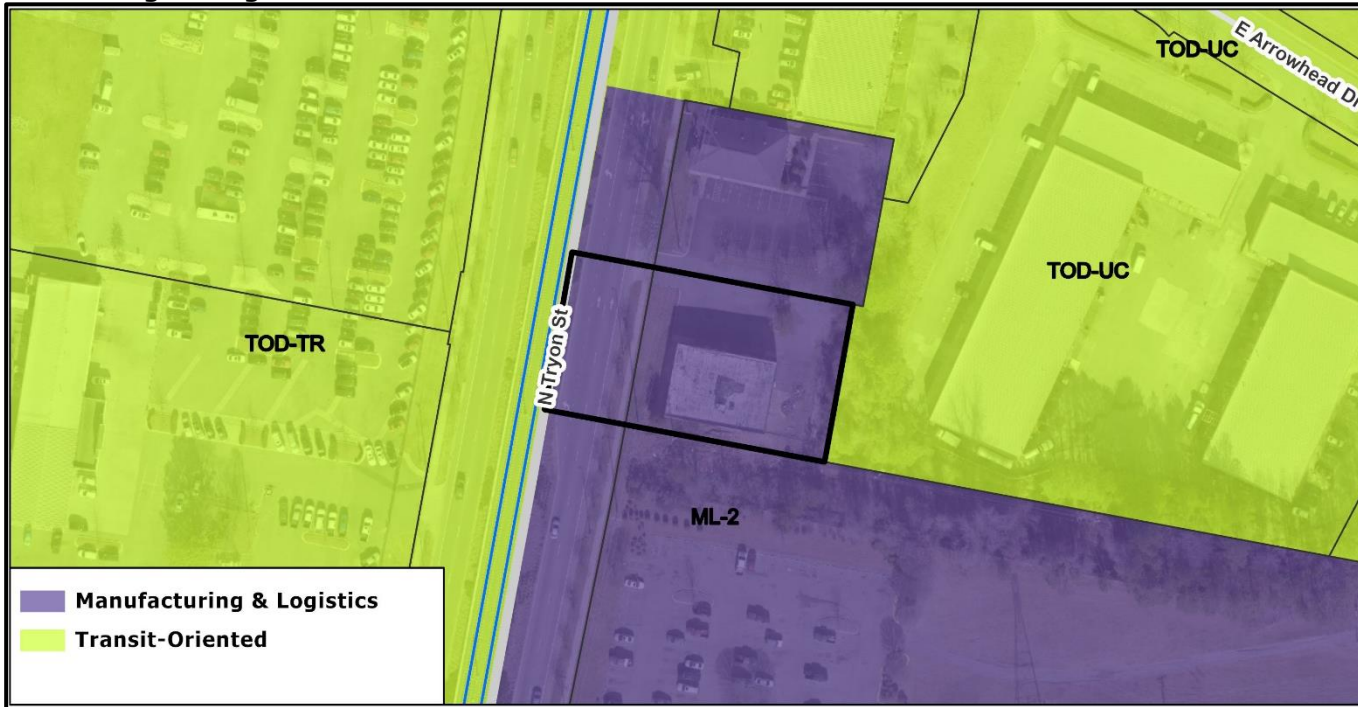 TOD-UC
E Arrowhead Dr
TOD-UC
TOD-TR
N Tryon St
ML-2
Manufacturing & Logistics
Transit-Oriented